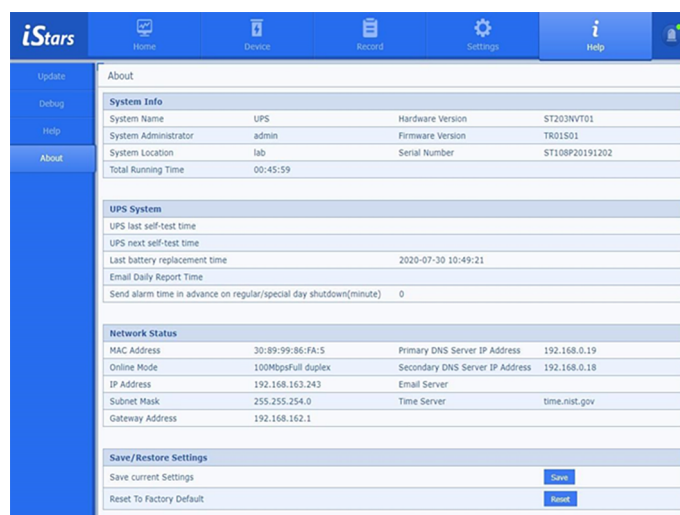 iStars
Home Device Record Settings Help
Update
Debug
Help
About
About
System Info
System Name UPS Hardware Version ST203NVT01
System Administrator admin Firmware Version TR01S01
System Location lab Serial Number ST108P20191202
Total Running Time 00:45:59
UPS System
UPS last self-test time
UPS next self-test time
Last battery replacement time 2020-07-30 10:49:21
Email Daily Report Time
Send alarm time in advance on regular/special day shutdown(minute) 0
Network Status
MAC Address 30:89:99:86:FA:5 Primary DNS Server IP Address 192.168.0.19
Online Mode 100MbpsFull duplex Secondary DNS Server IP Address 192.168.0.18
IP Address 192.168.163.243 Email Server
Subnet Mask 255.255.254.0 Time Server time.nist.gov
Gateway Address 192.168.162.1
Save/Restore Settings
Save current Settings Save
Reset To Factory Default Reset